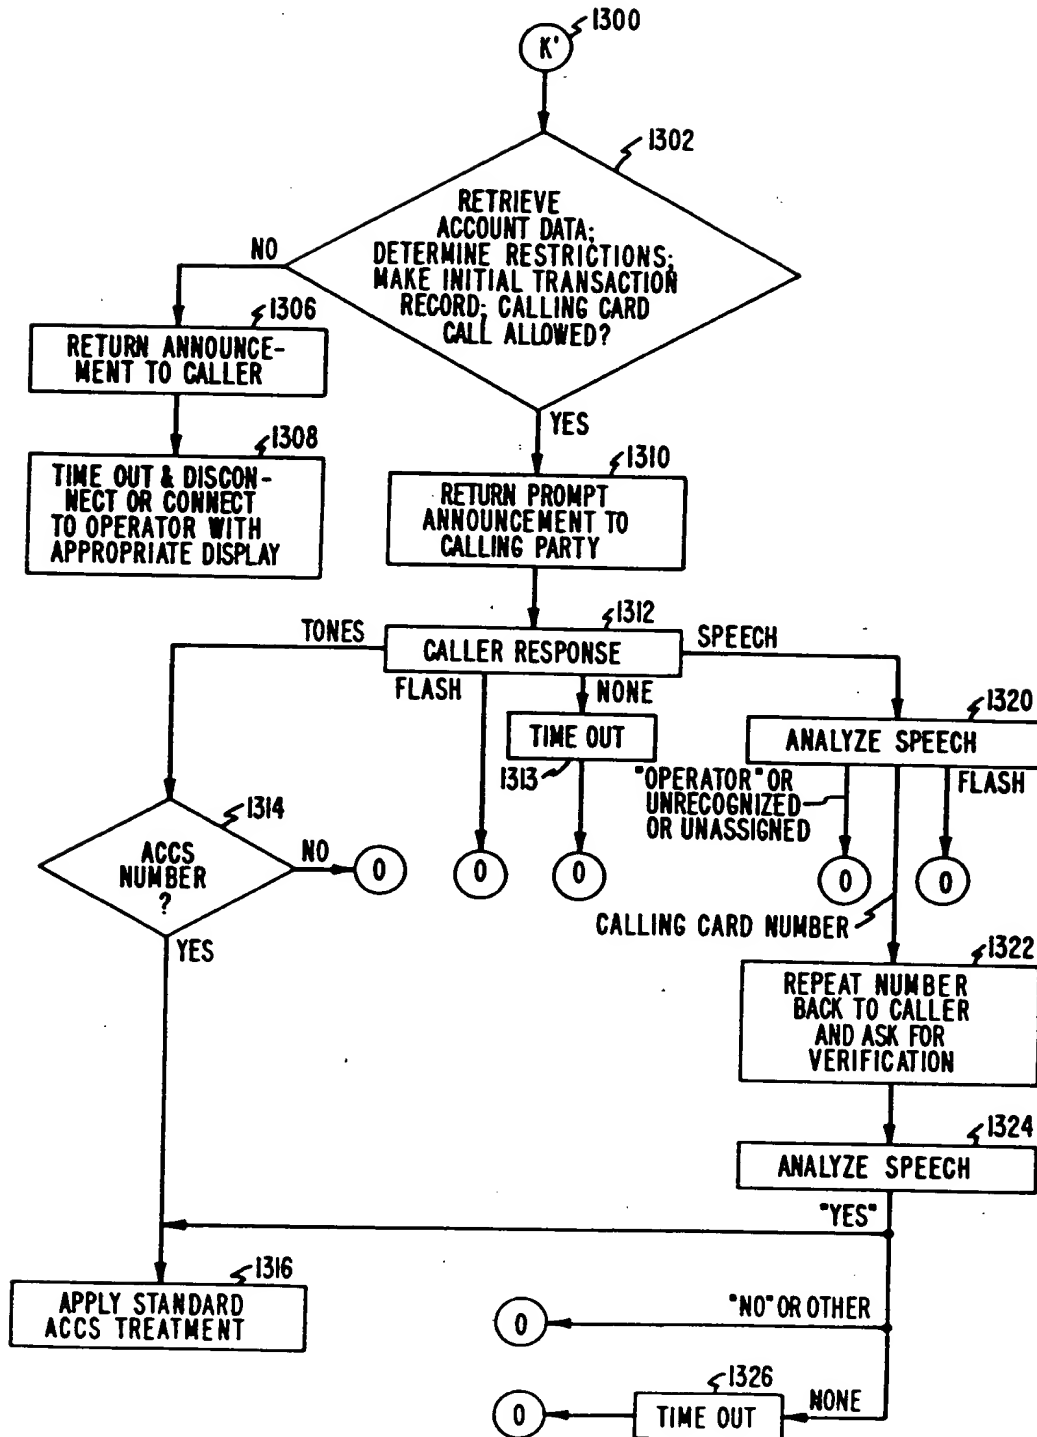 1300
K'
1302
RETRIEVE
ACCOUNT DATA;
DETERMINE RESTRICTIONS;
MAKE INITIAL TRANSACTION
RECORD; CALLING CARD
CALL ALLOWED?
NO
1306
RETURN ANNOUNCE-
MENT TO CALLER
YES
1308
TIME OUT & DISCON-
NECT OR CONNECT
TO OPERATOR WITH
APPROPRIATE DISPLAY
1310
RETURN PROMPT
ANNOUNCEMENT TO
CALLING PARTY
1312
CALLER RESPONSE
TONES
FLASH
NONE
SPEECH
TIME OUT
1313
1320
ANALYZE SPEECH
"OPERATOR" OR
UNRECOGNIZED
OR UNASSIGNED
FLASH
1314
ACCS
NUMBER
?
NO
0
0
0
0
0
YES
CALLING CARD NUMBER
1322
REPEAT NUMBER
BACK TO CALLER
AND ASK FOR
VERIFICATION
1324
ANALYZE SPEECH
"YES"
1316
APPLY STANDARD
ACCS TREATMENT
"NO" OR OTHER
0
1326
TIME OUT
NONE
0